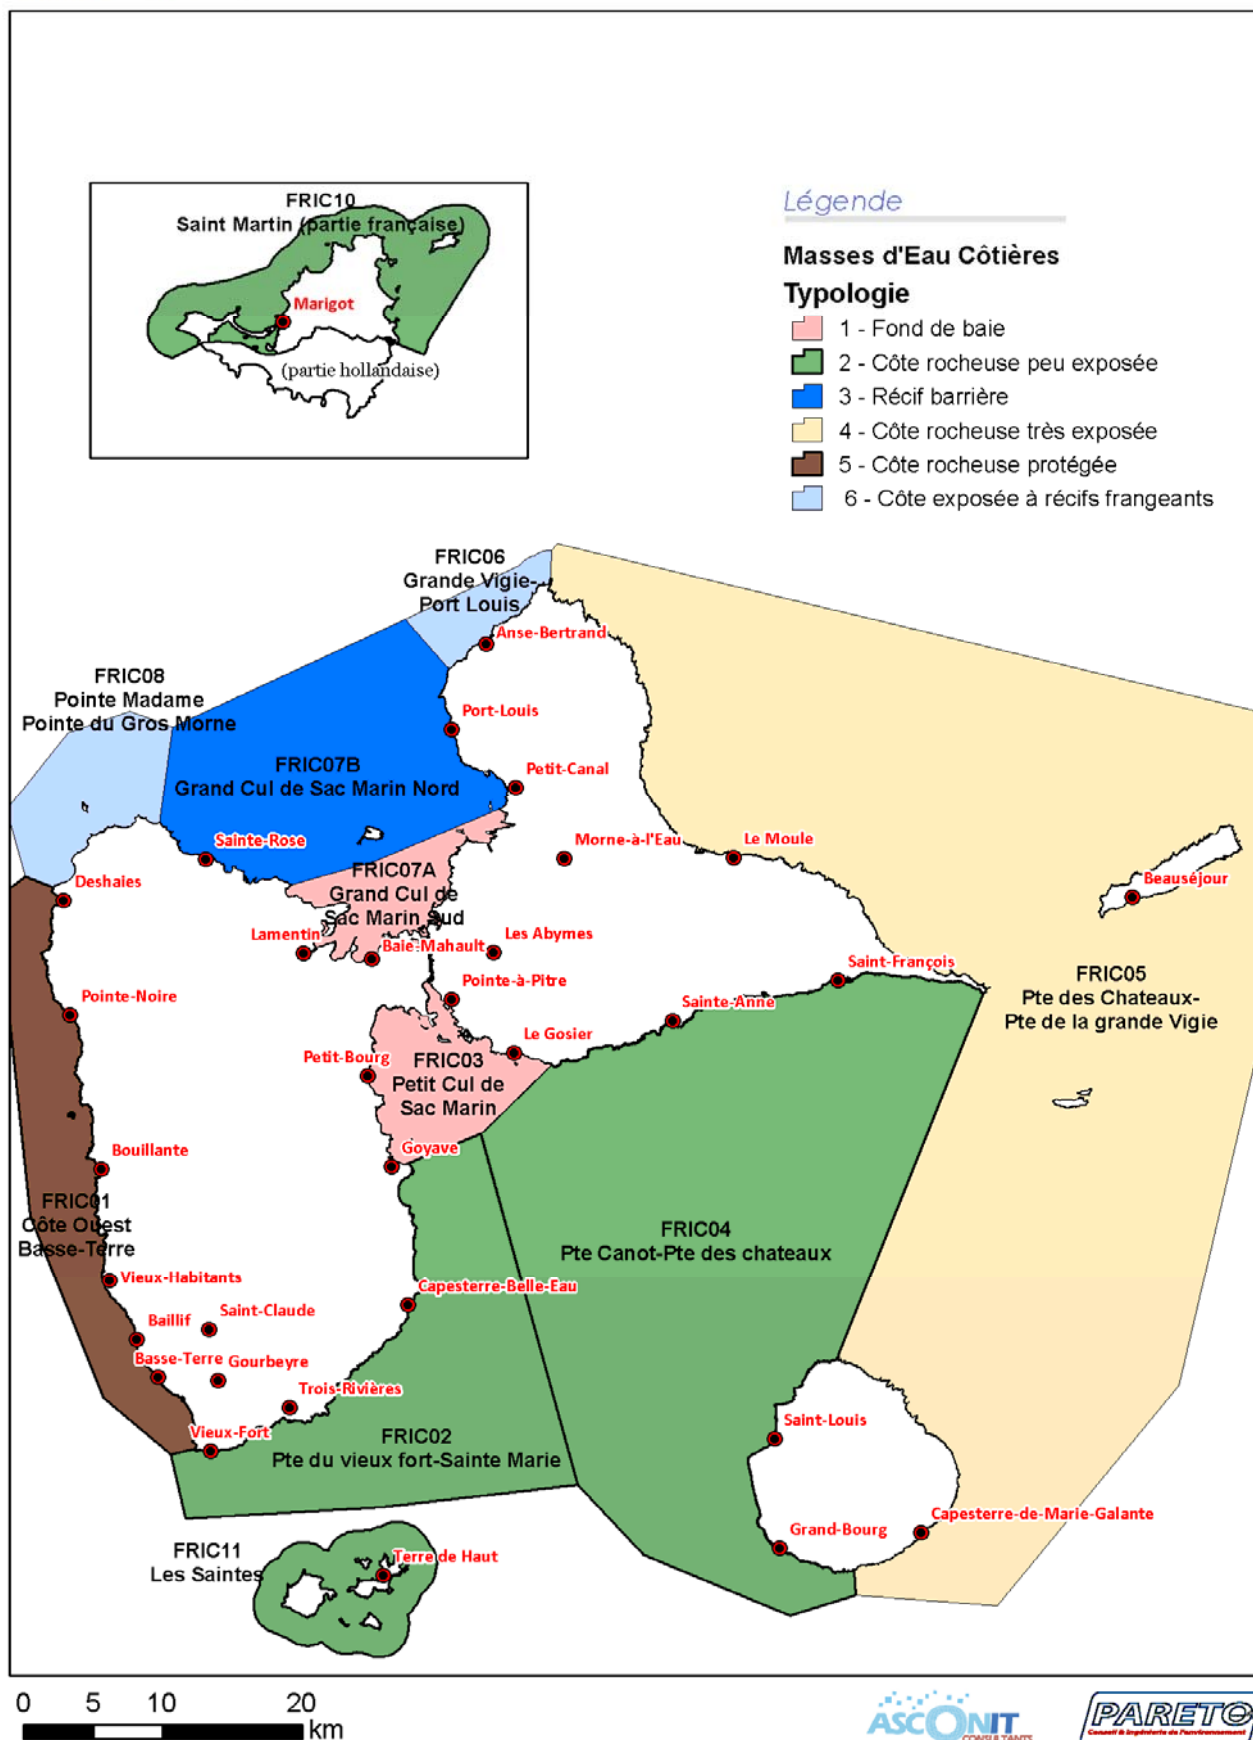 FRIC10
Saint Martin (partie française)
Marigot
(partie hollandaise)
Légende
Masses d'Eau Côtières
Typologie
1 - Fond de baie
2 - Côte rocheuse peu exposée
3 - Récif barrière
4 - Côte rocheuse très exposée
5 - Côte rocheuse protégée
6 - Côte exposée à récifs frangeants
FRIC06
Grande Vigie-
Port Louis
Anse-Bertrand
FRIC08
Pointe Madame
Pointe du Gros Morne
Port-Louis
FRIC07B
Grand Cul de Sac Marin Nord
Petit-Canal
Sainte-Rose
Morne-à-l'Eau
Le Moule
FRIC07A
Grand Cul de
Sac Marin Sud
Deshaies
Beauséjour
Lamentin
Baie-Mahault
Les Abymes
Saint-François
FRIC05
Pte des Chateaux-
Pte de la grande Vigie
Pointe-Noire
Pointe-à-Pitre
Sainte-Anne
Le Gosier
Petit-Bourg
FRIC03
Petit Cul de
Sac Marin
Bouillante
Goyave
FRIC01
Côte Ouest
Basse-Terre
FRIC04
Pte Canot-Pte des chateaux
Vieux-Habitants
Capesterre-Belle-Eau
Baillif
Saint-Claude
Basse-Terre
Gourbeyre
Trois-Rivières
Vieux-Fort
FRIC02
Pte du vieux fort-Sainte Marie
Saint-Louis
Grand-Bourg
Capesterre-de-Marie-Galante
FRIC11
Les Saintes
Terre de Haut
0 5 10 20
km
ASCONIT
CONSULTANTS
PARETO
Conseil & Ingénierie de l'environnement